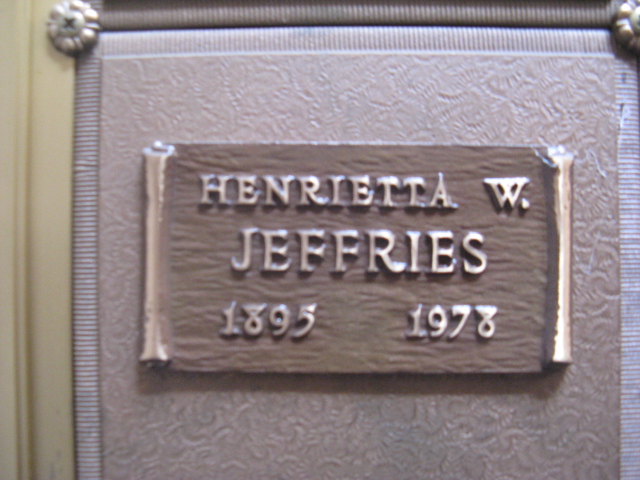 HENRIETTA W.
JEFFRIES
1895 1978